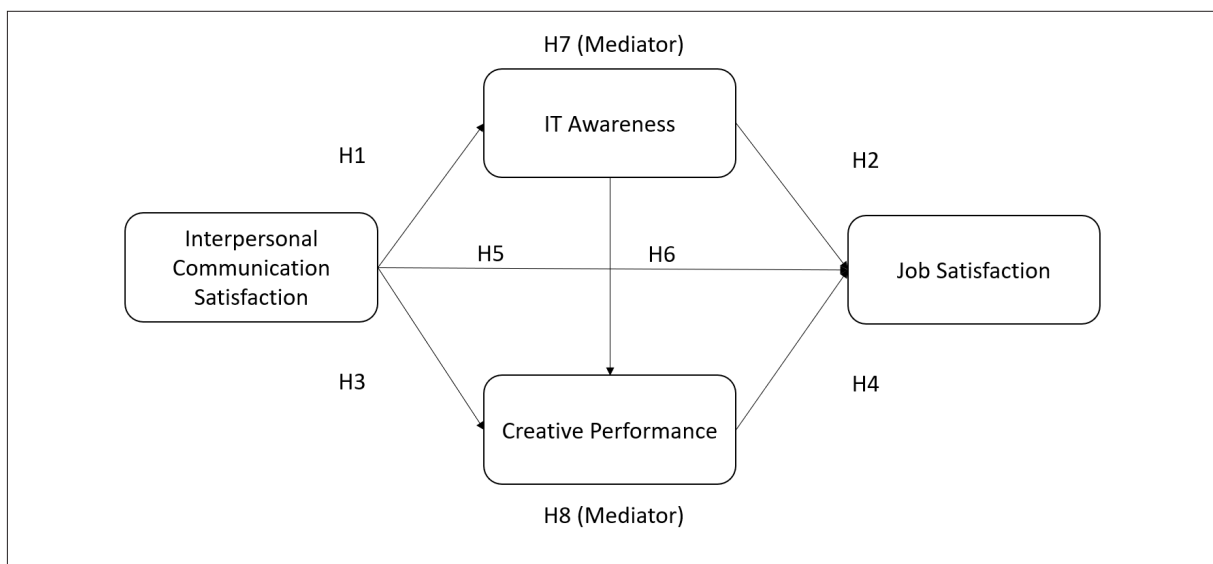 H7 (Mediator)
IT Awareness
H1
H2
Interpersonal
Communication
Satisfaction
H5
H6
Job Satisfaction
H3
H4
Creative Performance
H8 (Mediator)